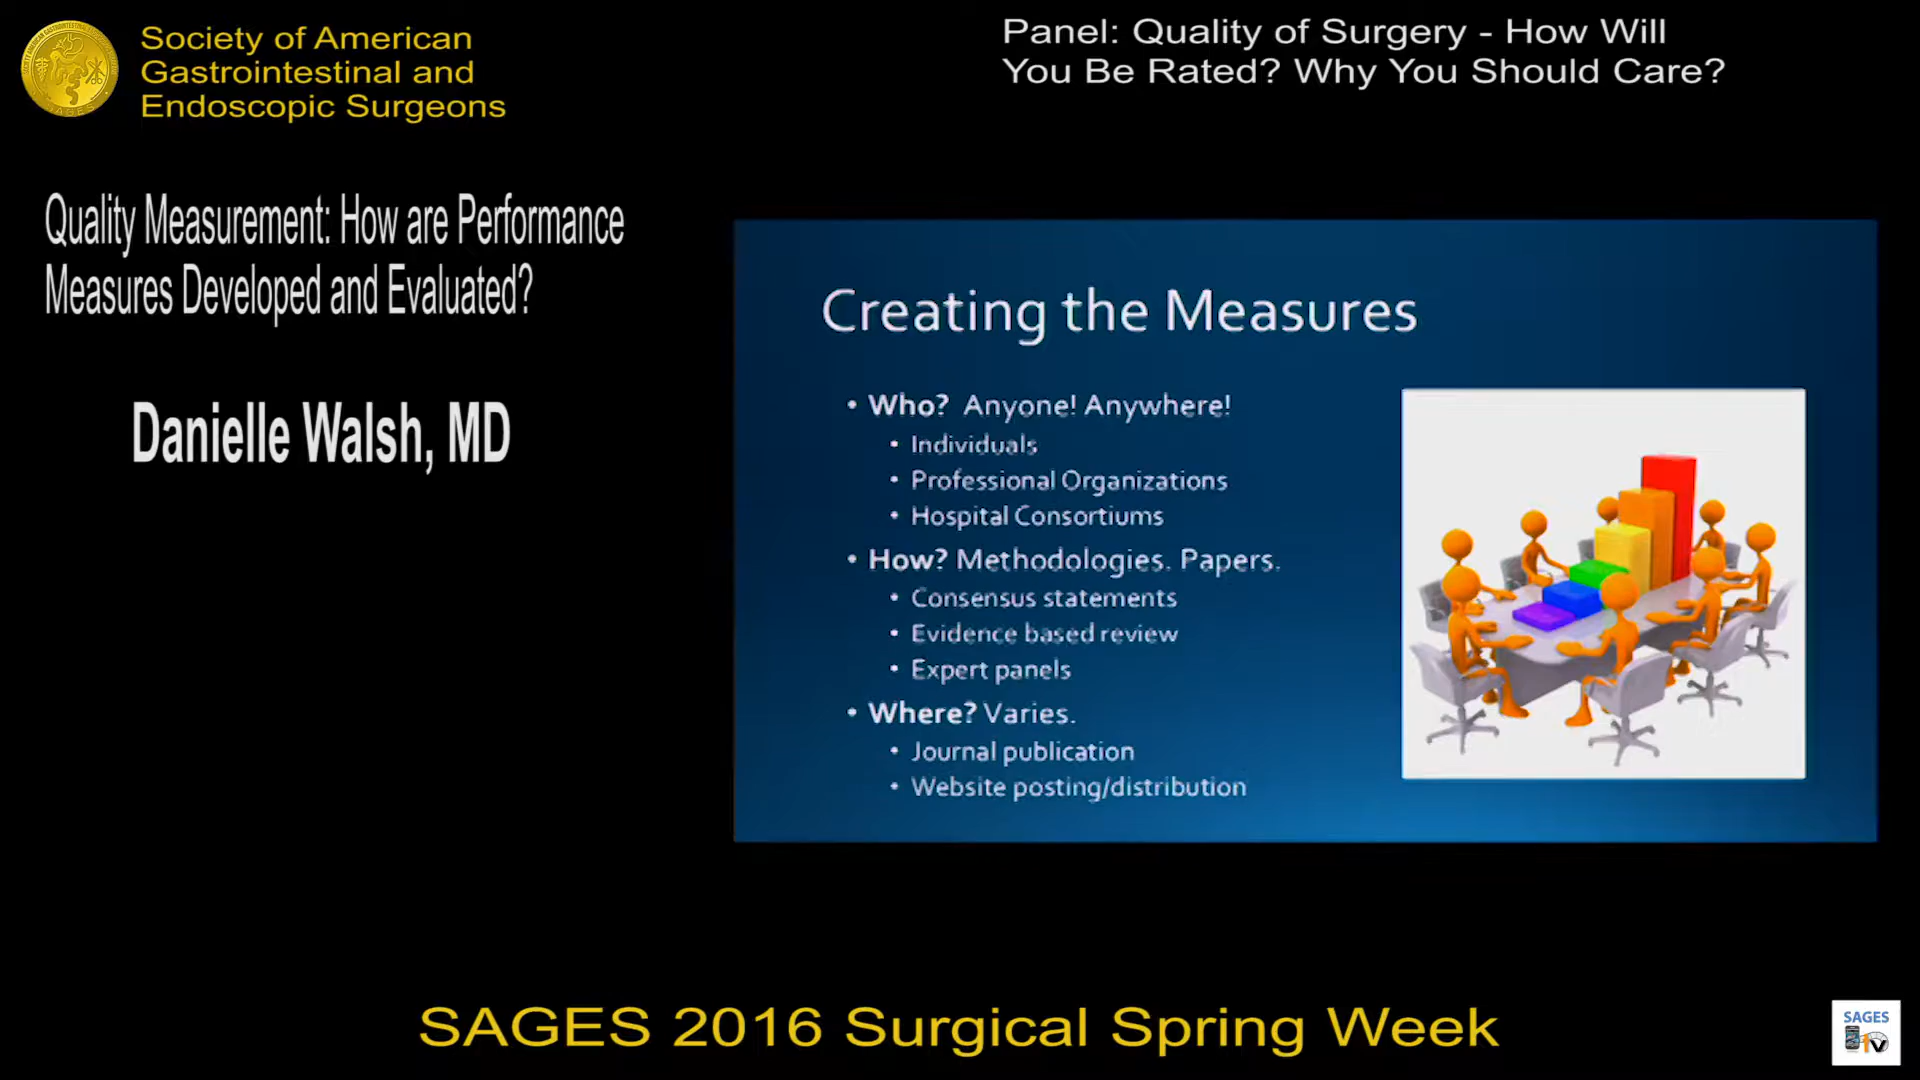 Society of American
Gastrointestinal and
Endoscopic Surgeons
Panel: Quality of Surgery - How Will
You Be Rated? Why You Should Care?
Quality Measurement: How are Performance
Measures Developed and Evaluated?
Danielle Walsh, MD
Creating the Measures
• Who? Anyone! Anywhere!
• Individuals
• Professional Organizations
• Hospital Consortiums
• How? Methodologies. Papers.
• Consensus statements
• Evidence based review
• Expert panels
• Where? Varies.
• Journal publication
• Website posting/distribution
SAGES 2016 Surgical Spring Week
SAGES
TV